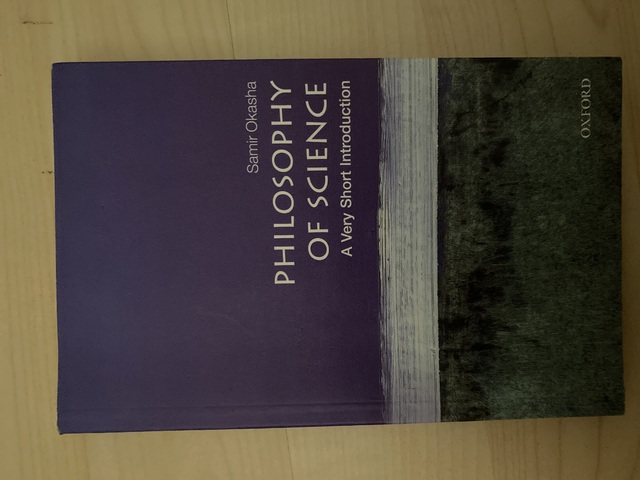 Samir Okasha
PHILOSOPHY
OF SCIENCE
A Very Short Introduction
OXFORD